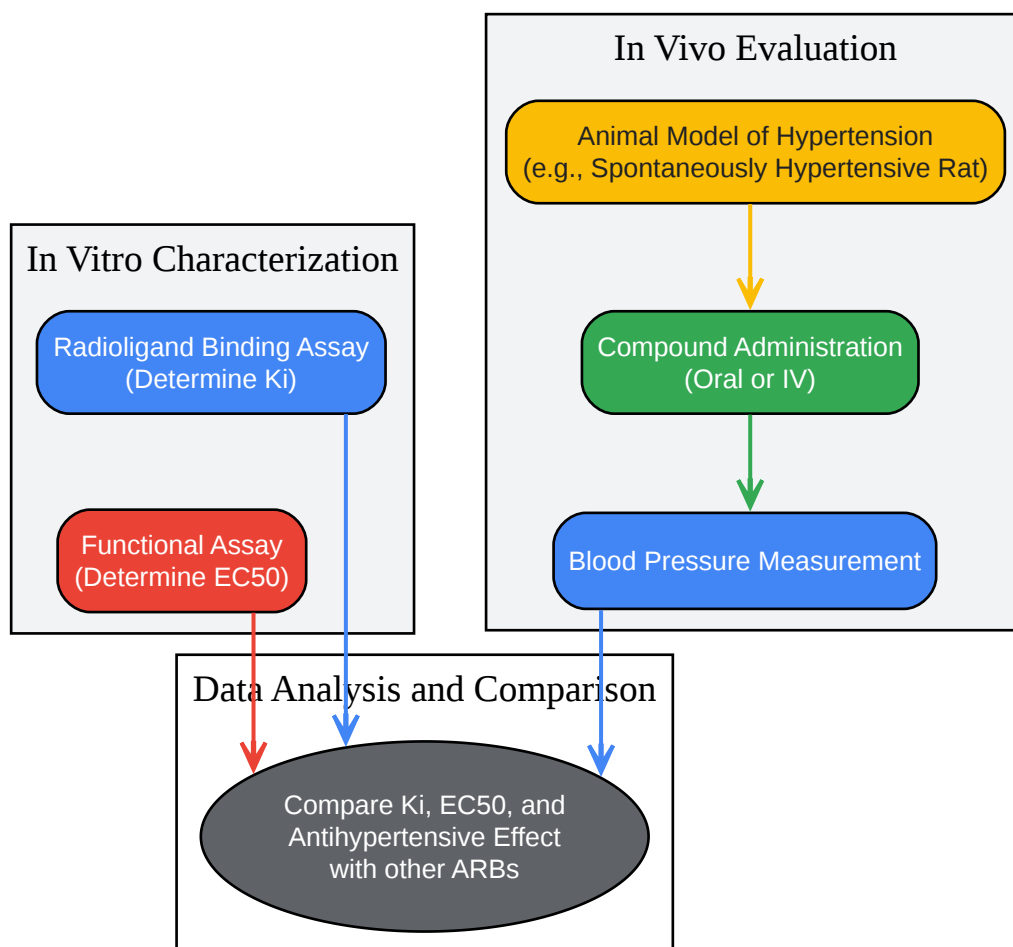 In Vivo Evaluation
Animal Model of Hypertension
(e.g., Spontaneously Hypertensive Rat)
Compound Administration
(Oral or IV)
Blood Pressure Measurement
In Vitro Characterization
Radioligand Binding Assay
(Determine Ki)
Functional Assay
(Determine EC50)
Data Analysis and Comparison
Compare Ki, EC50, and
Antihypertensive Effect
with other ARBs